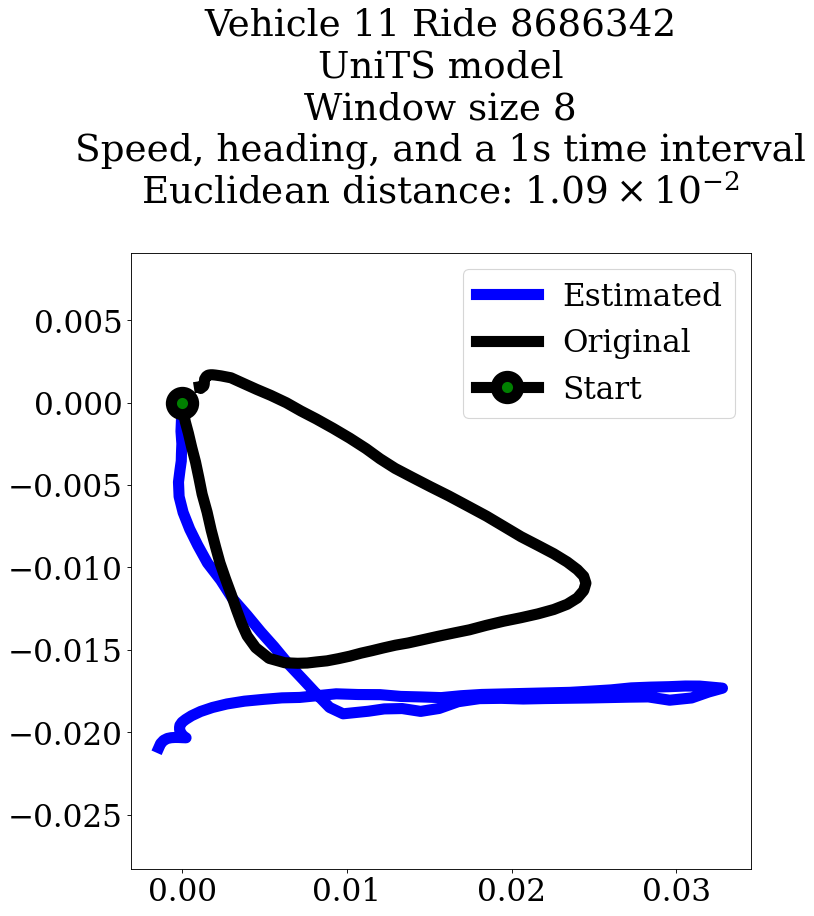 Vehicle 11 Ride 8686342
UniTS model
Window size 8
Speed, heading, and a 1s time interval
Euclidean distance: 1.09 × 10⁻²
Estimated
Original
Start
0.005
0.000
−0.005
−0.010
−0.015
−0.020
−0.025
0.00 0.01 0.02 0.03